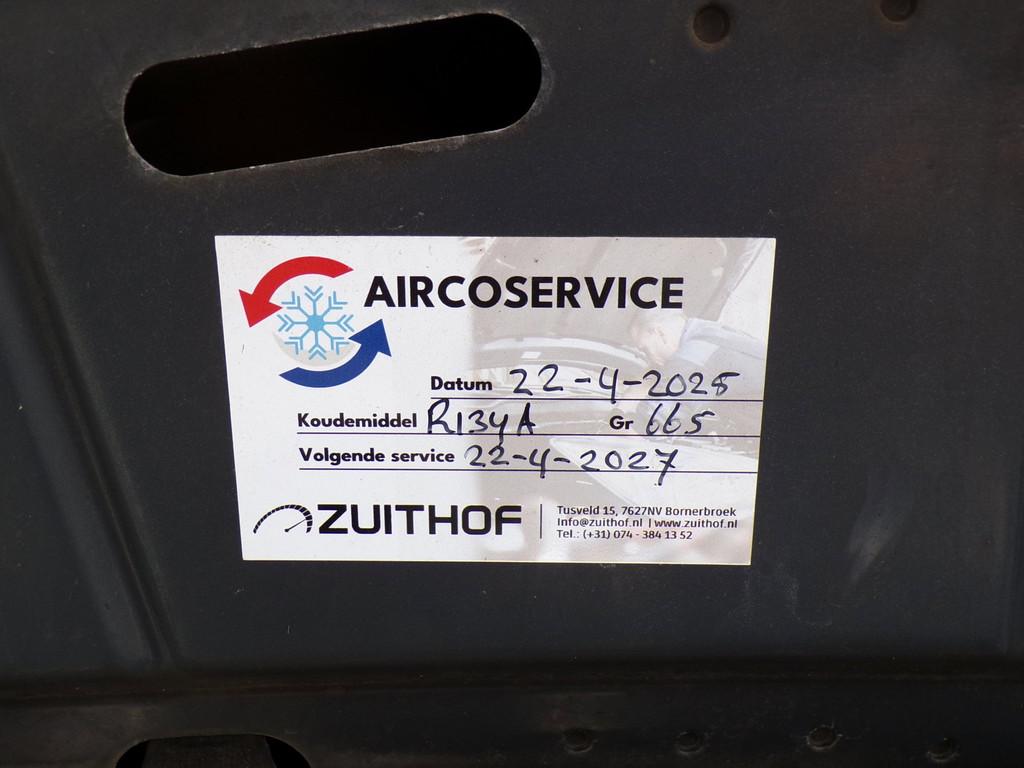 AIRCOSERVICE
Datum 22-4-2025
Koudemiddel R134A Gr 665
Volgende service 22-4-2027
ZUITHOF
Tusveld 15, 7627NV Bornerbroek
Info@zuithof.nl | www.zuithof.nl
Tel.: (+31) 074 - 384 13 52